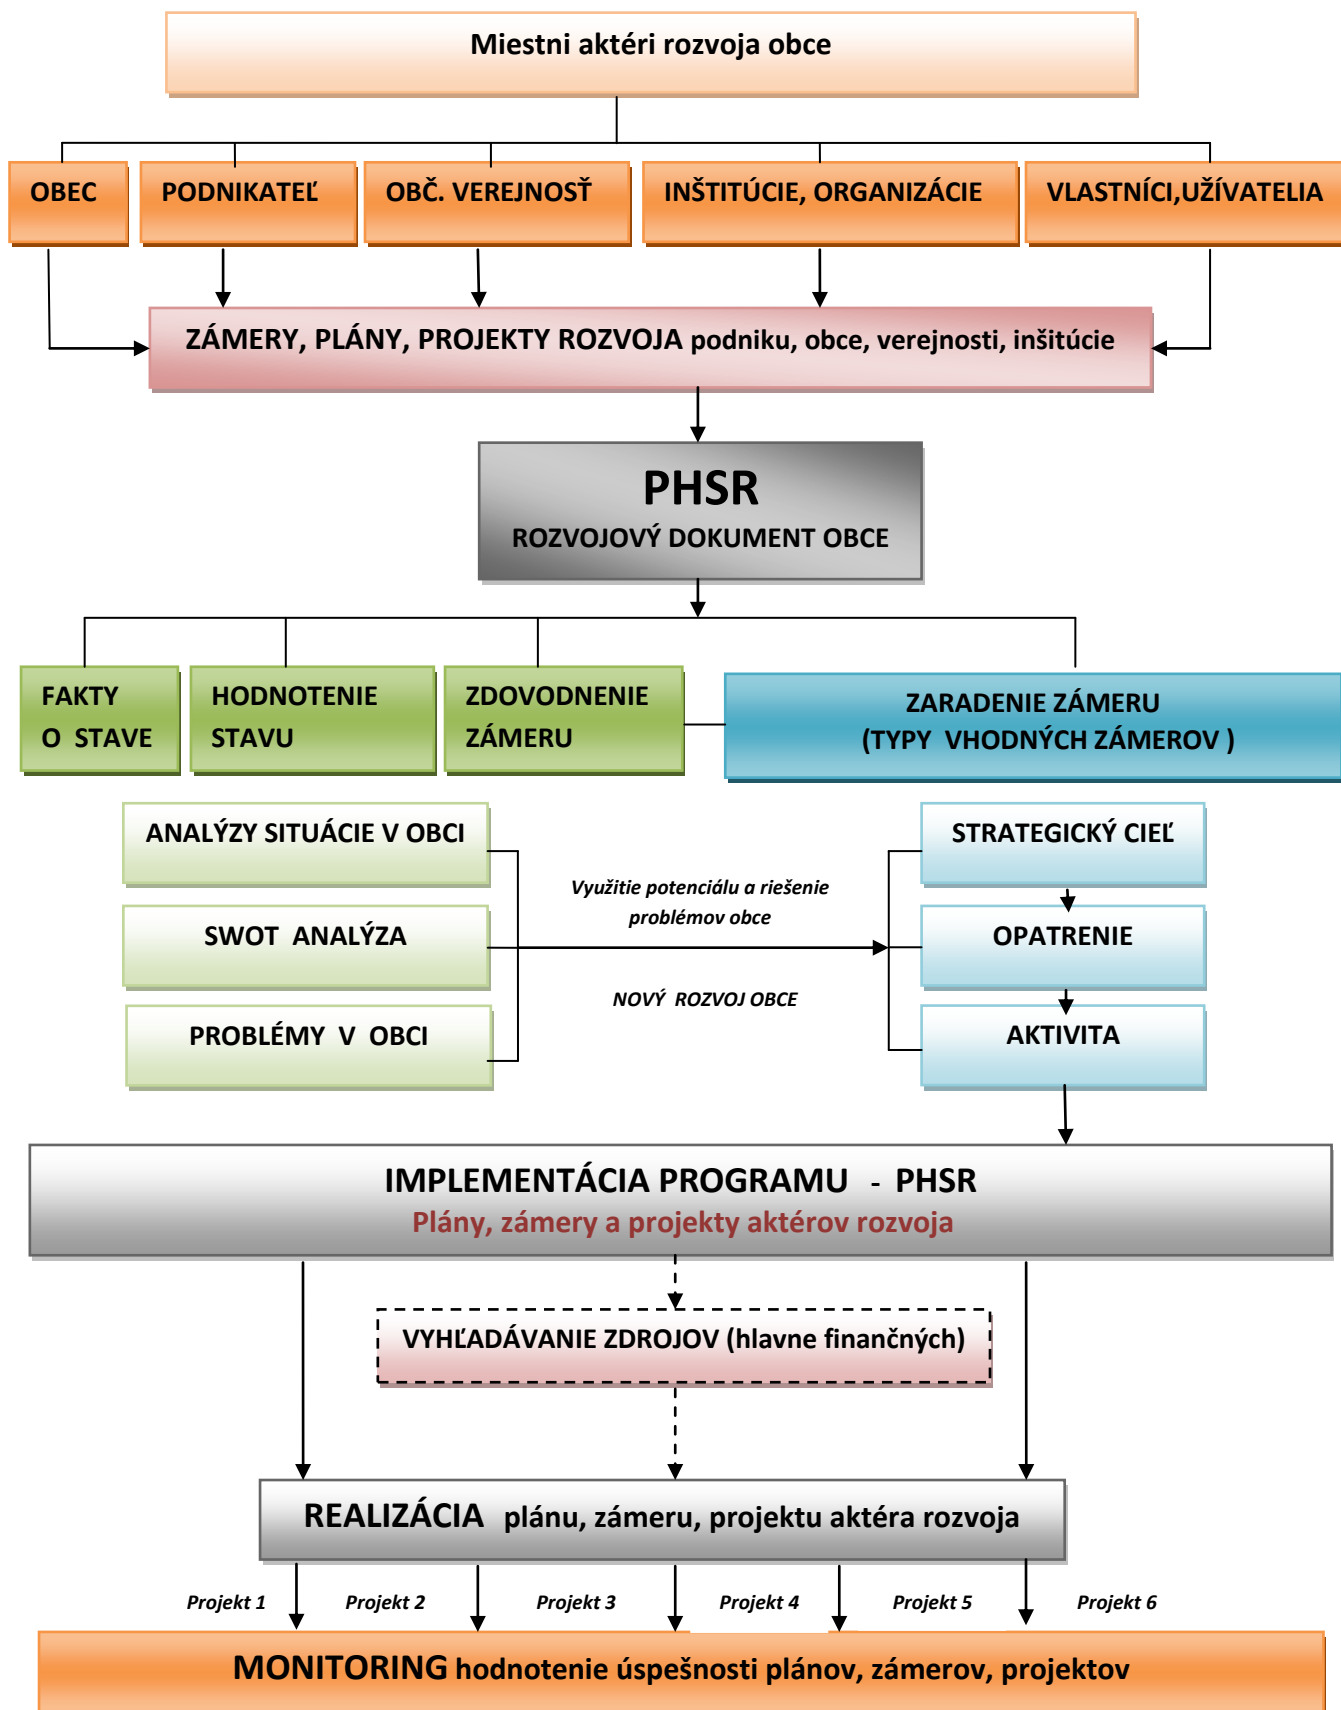 Miestni aktéri rozvoja obce
OBEC
PODNIKATEĽ
OBČ. VEREJNOSŤ
INŠTITÚCIE, ORGANIZÁCIE
VLASTNÍCI,UŽÍVATELIA
ZÁMERY, PLÁNY, PROJEKTY ROZVOJA podniku, obce, verejnosti, inšitúcie
PHSR
ROZVOJOVÝ DOKUMENT OBCE
FAKTY
O STAVE
HODNOTENIE
STAVU
ZDOVODNENIE
ZÁMERU
ZARADENIE ZÁMERU
(TYPY VHODNÝCH ZÁMEROV )
ANALÝZY SITUÁCIE V OBCI
SWOT ANALÝZA
PROBLÉMY V OBCI
Využitie potenciálu a riešenie
problémov obce
NOVÝ ROZVOJ OBCE
STRATEGICKÝ CIEĽ
OPATRENIE
AKTIVITA
IMPLEMENTÁCIA PROGRAMU - PHSR
Plány, zámery a projekty aktérov rozvoja
VYHĽADÁVANIE ZDROJOV (hlavne finančných)
REALIZÁCIA plánu, zámeru, projektu aktéra rozvoja
Projekt 1
Projekt 2
Projekt 3
Projekt 4
Projekt 5
Projekt 6
MONITORING hodnotenie úspešnosti plánov, zámerov, projektov